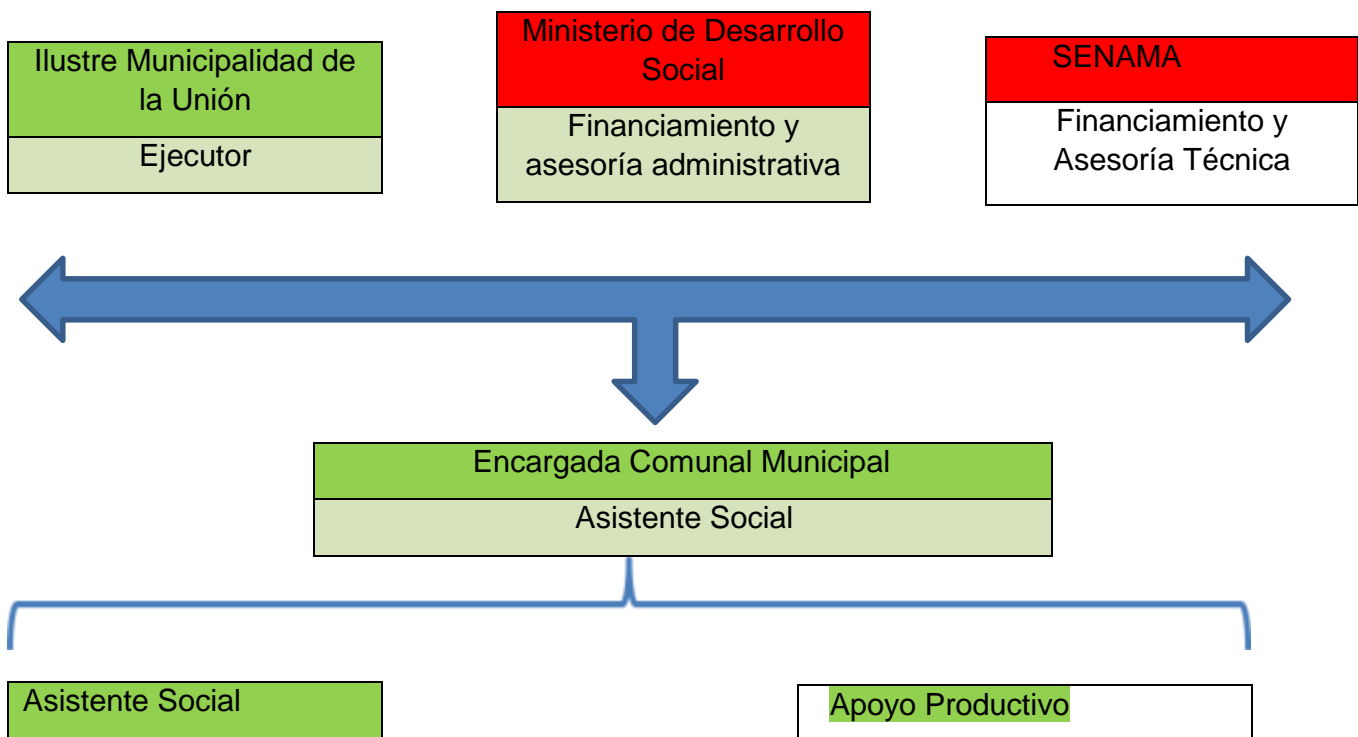 Ilustre Municipalidad de
la Unión
Ejecutor
Ministerio de Desarrollo
Social
Financiamiento y
asesoría administrativa
SENAMA
Financiamiento y
Asesoría Técnica
Encargada Comunal Municipal
Asistente Social
Asistente Social
Apoyo Productivo